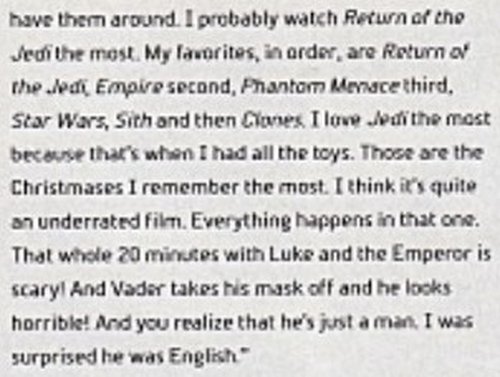 have them around. I probably watch Return of the
Jedi the most. My favorites, in order, are Return of
the Jedi, Empire second, Phantom Menace third,
Star Wars, Sith and then Clones. I love Jedi the most
because that's when I had all the toys. Those are the
Christmases I remember the most. I think it's quite
an underrated film. Everything happens in that one.
That whole 20 minutes with Luke and the Emperor is
scary! And Vader takes his mask off and he looks
horrible! And you realize that he's just a man. I was
surprised he was English."